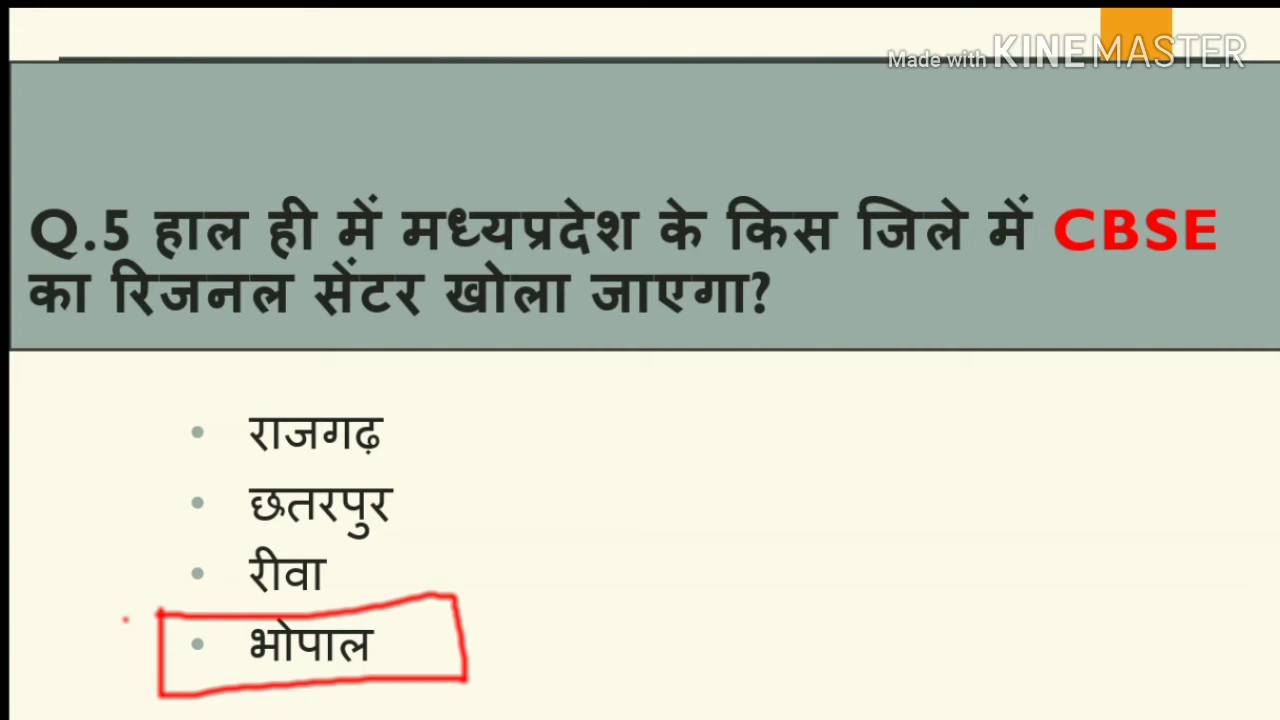 Made with KINEMASTER
Q.5 हाल ही में मध्यप्रदेश के किस जिले में CBSE
का रिजनल सेंटर खोला जाएगा?
• राजगढ़
• छतरपुर
• रीवा
• भोपाल